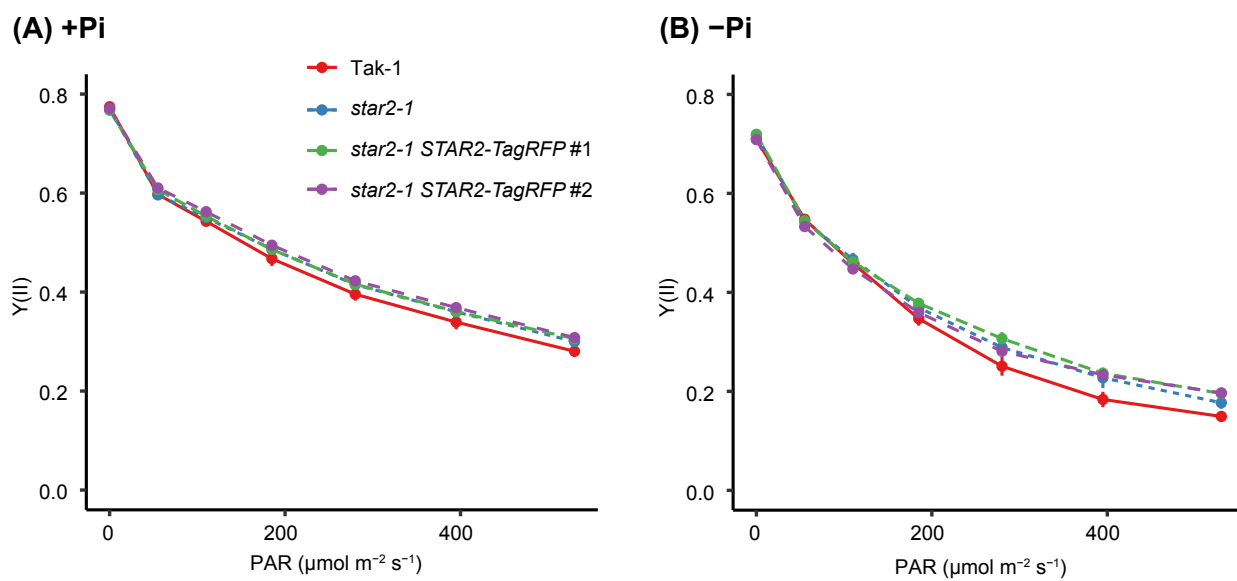 (A) +Pi
Tak-1
star2-1
star2-1 STAR2-TagRFP #1
star2-1 STAR2-TagRFP #2
0.8
0.6
0.4
0.2
0.0
Y(II)
0
200
400
PAR (μmol m⁻² s⁻¹)
(B) −Pi
0.8
0.6
0.4
0.2
0.0
Y(II)
0
200
400
PAR (μmol m⁻² s⁻¹)